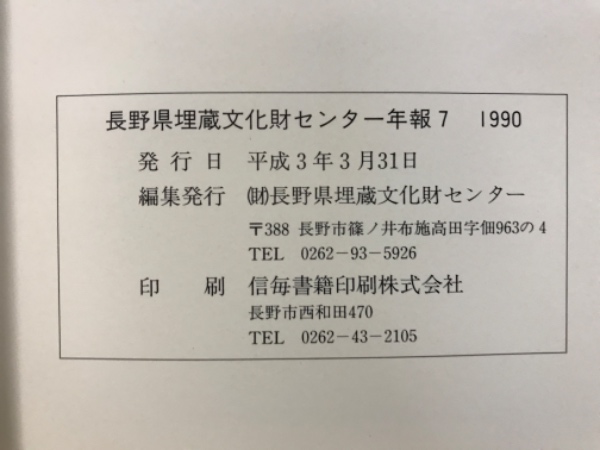 長野県埋蔵文化財センター年報7 1990
発行日 平成3年3月31日
編集発行 ㈶長野県埋蔵文化財センター
〒388 長野市篠ノ井布施高田字佃963の4
TEL 0262-93-5926
印 刷 信毎書籍印刷株式会社
長野市西和田470
TEL 0262-43-2105